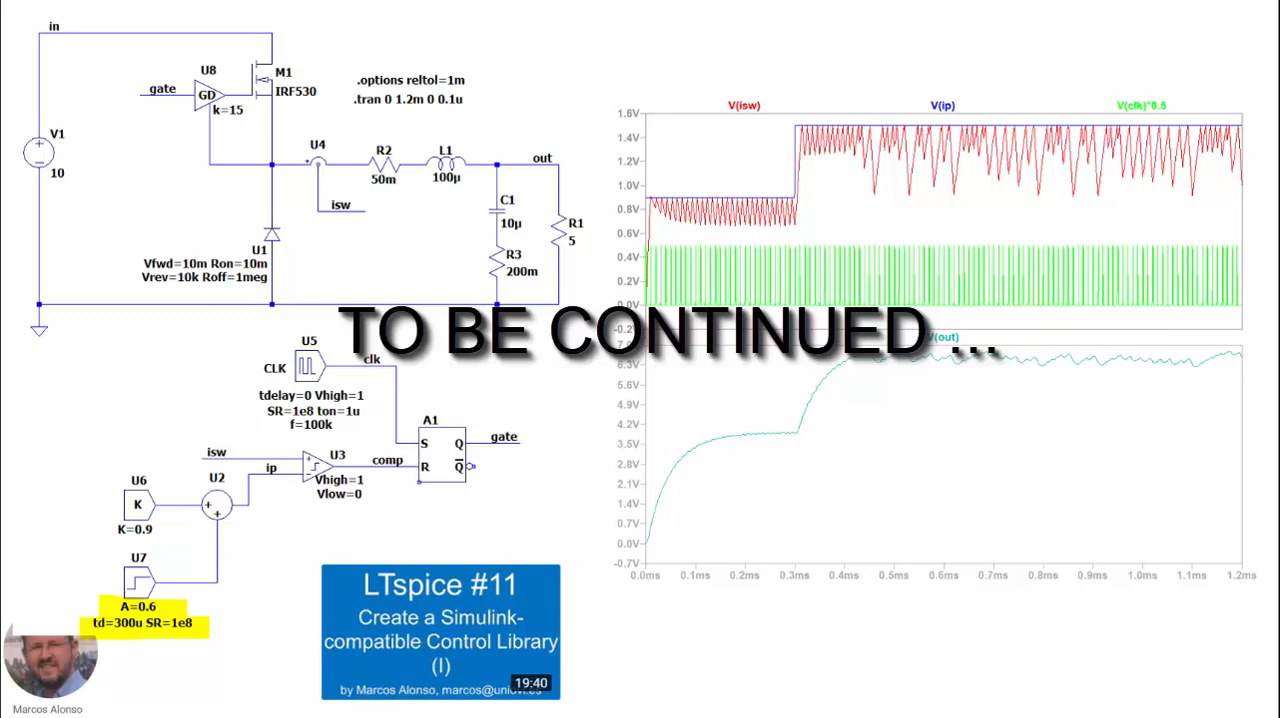 in
U8
GD
gate
k=15
M1
IRF530
.options reltol=1m
.tran 0 1.2m 0 0.1u
V1
10
U4
R2
50m
L1
100µ
out
isw
C1
10µ
R1
5
R3
200m
U1
Vfwd=10m Ron=10m
Vrev=10k Roff=1meg
V(isw)
V(ip)
V(clk)*0.5
1.6V
1.4V
1.2V
1.0V
0.8V
0.6V
0.4V
0.2V
0.0V
-0.2V
TO BE CONTINUED ...
V(out)
7.0V
6.3V
5.6V
4.9V
4.2V
3.5V
2.8V
2.1V
1.4V
0.7V
0.0V
-0.7V
0.0ms
0.1ms
0.2ms
0.3ms
0.4ms
0.5ms
0.6ms
0.7ms
0.8ms
0.9ms
1.0ms
1.1ms
1.2ms
U5
CLK
clk
tdelay=0 Vhigh=1
SR=1e8 ton=1u
f=100k
A1
S
Q
R
Q
gate
isw
ip
U3
comp
Vhigh=1
Vlow=0
U2
U6
K
K=0.9
U7
A=0.6
td=300u SR=1e8
Marcos Alonso
LTspice #11
Create a Simulink-
compatible Control Library
(I)
by Marcos Alonso, marcos@uniovi.es
19:40